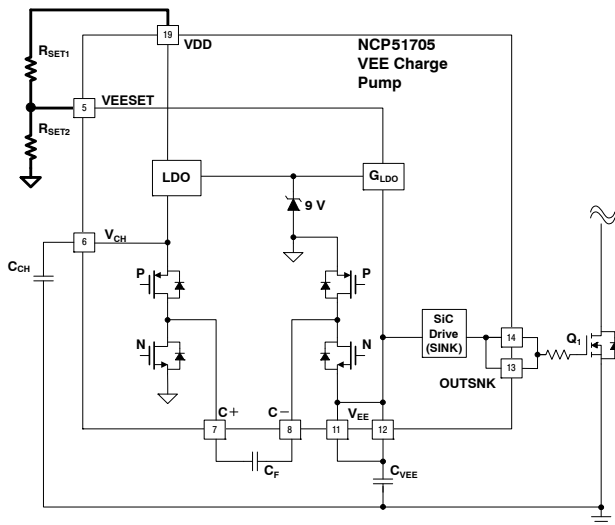 19
VDD
NCP51705
VEE Charge
Pump
RSET1
5
VEESET
RSET2
LDO
GLDO
9 V
6
VCH
CCH
P
P
N
N
SiC
Drive
(SINK)
14
13
Q1
OUTSNK
C+
C−
VEE
7
8
11
12
CF
CVEE